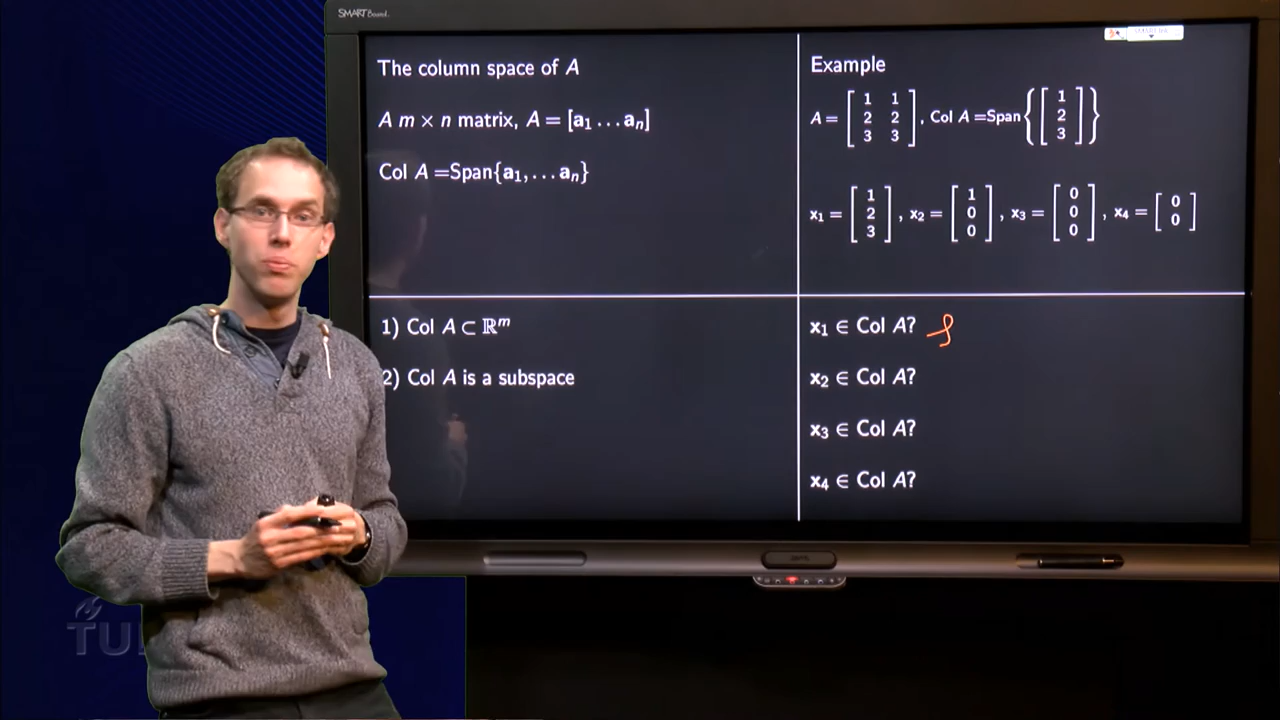 SMART Board
The column space of A
A m × n matrix, A = [a₁ … aₙ]
Col A =Span{a₁, … aₙ}
Example
A = [ 1 1 ; 2 2 ; 3 3 ], Col A =Span{[ 1 ; 2 ; 3 ]}
x₁ = [ 1 ; 2 ; 3 ], x₂ = [ 1 ; 0 ; 0 ], x₃ = [ 0 ; 0 ; 0 ], x₄ = [ 0 ; 0 ]
1) Col A ⊂ ℝᵐ
2) Col A is a subspace
x₁ ∈ Col A?
x₂ ∈ Col A?
x₃ ∈ Col A?
x₄ ∈ Col A?
TU